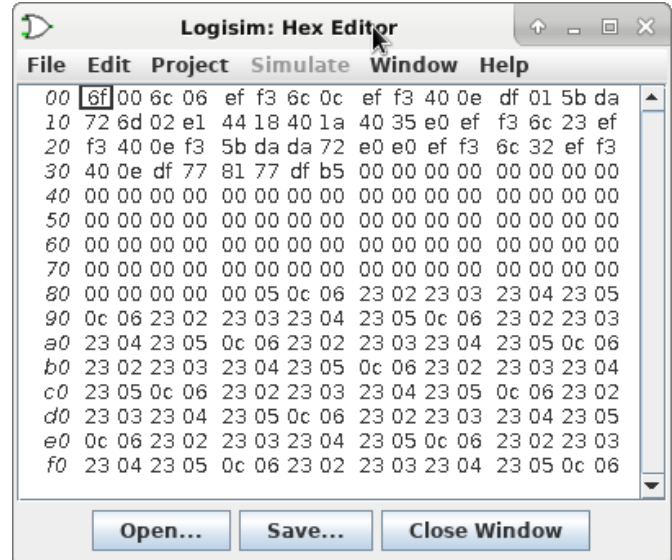 Logisim: Hex Editor
File Edit Project Simulate Window Help
00 6f 00 6c 06 ef f3 6c 0c ef f3 40 0e df 01 5b da
10 72 6d 02 e1 44 18 40 1a 40 35 e0 ef f3 6c 23 ef
20 f3 40 0e f3 5b da da 72 e0 e0 ef f3 6c 32 ef f3
30 40 0e df 77 81 77 df b5 00 00 00 00 00 00 00 00
40 00 00 00 00 00 00 00 00 00 00 00 00 00 00 00 00
50 00 00 00 00 00 00 00 00 00 00 00 00 00 00 00 00
60 00 00 00 00 00 00 00 00 00 00 00 00 00 00 00 00
70 00 00 00 00 00 00 00 00 00 00 00 00 00 00 00 00
80 00 00 00 00 00 05 0c 06 23 02 23 03 23 04 23 05
90 0c 06 23 02 23 03 23 04 23 05 0c 06 23 02 23 03
a0 23 04 23 05 0c 06 23 02 23 03 23 04 23 05 0c 06
b0 23 02 23 03 23 04 23 05 0c 06 23 02 23 03 23 04
c0 23 05 0c 06 23 02 23 03 23 04 23 05 0c 06 23 02
d0 23 03 23 04 23 05 0c 06 23 02 23 03 23 04 23 05
e0 0c 06 23 02 23 03 23 04 23 05 0c 06 23 02 23 03
f0 23 04 23 05 0c 06 23 02 23 03 23 04 23 05 0c 06
Open... Save... Close Window